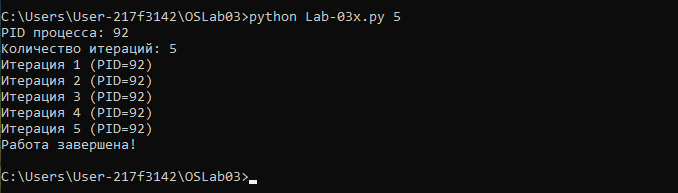 C:\Users\User-217f3142\OSLab03>python Lab-03x.py 5
PID процесса: 92
Количество итераций: 5
Итерация 1 (PID=92)
Итерация 2 (PID=92)
Итерация 3 (PID=92)
Итерация 4 (PID=92)
Итерация 5 (PID=92)
Работа завершена!
C:\Users\User-217f3142\OSLab03>